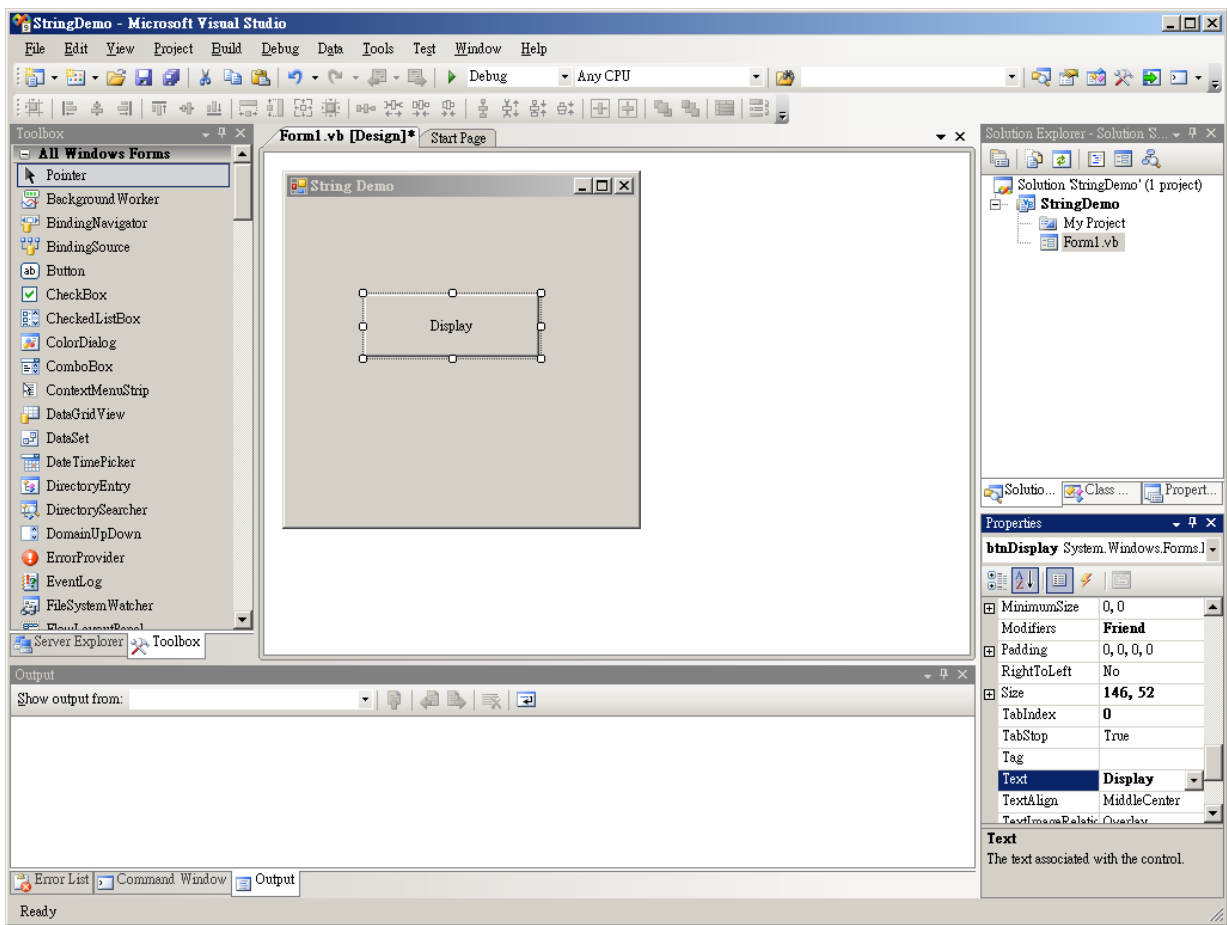 StringDemo - Microsoft Visual Studio
File Edit View Project Build Debug Data Tools Test Window Help
Debug Any CPU
Toolbox
All Windows Forms
Pointer
BackgroundWorker
BindingNavigator
BindingSource
Button
CheckBox
CheckedListBox
ColorDialog
ComboBox
ContextMenuStrip
DataGridView
DataSet
DateTimePicker
DirectoryEntry
DirectorySearcher
DomainUpDown
ErrorProvider
EventLog
FileSystemWatcher
Server Explorer Toolbox
Form1.vb [Design]* Start Page
String Demo
Display
Solution Explorer - Solution 'S...
Solution 'StringDemo' (1 project)
StringDemo
My Project
Form1.vb
Solutio... Class ... Propert...
Properties
btnDisplay System.Windows.Forms.
MinimumSize 0, 0
Modifiers Friend
Padding 0, 0, 0, 0
RightToLeft No
Size 146, 52
TabIndex 0
TabStop True
Tag
Text Display
TextAlign MiddleCenter
TextImageRelatic Overlay
Text
The text associated with the control.
Output
Show output from:
Error List Command Window Output
Ready